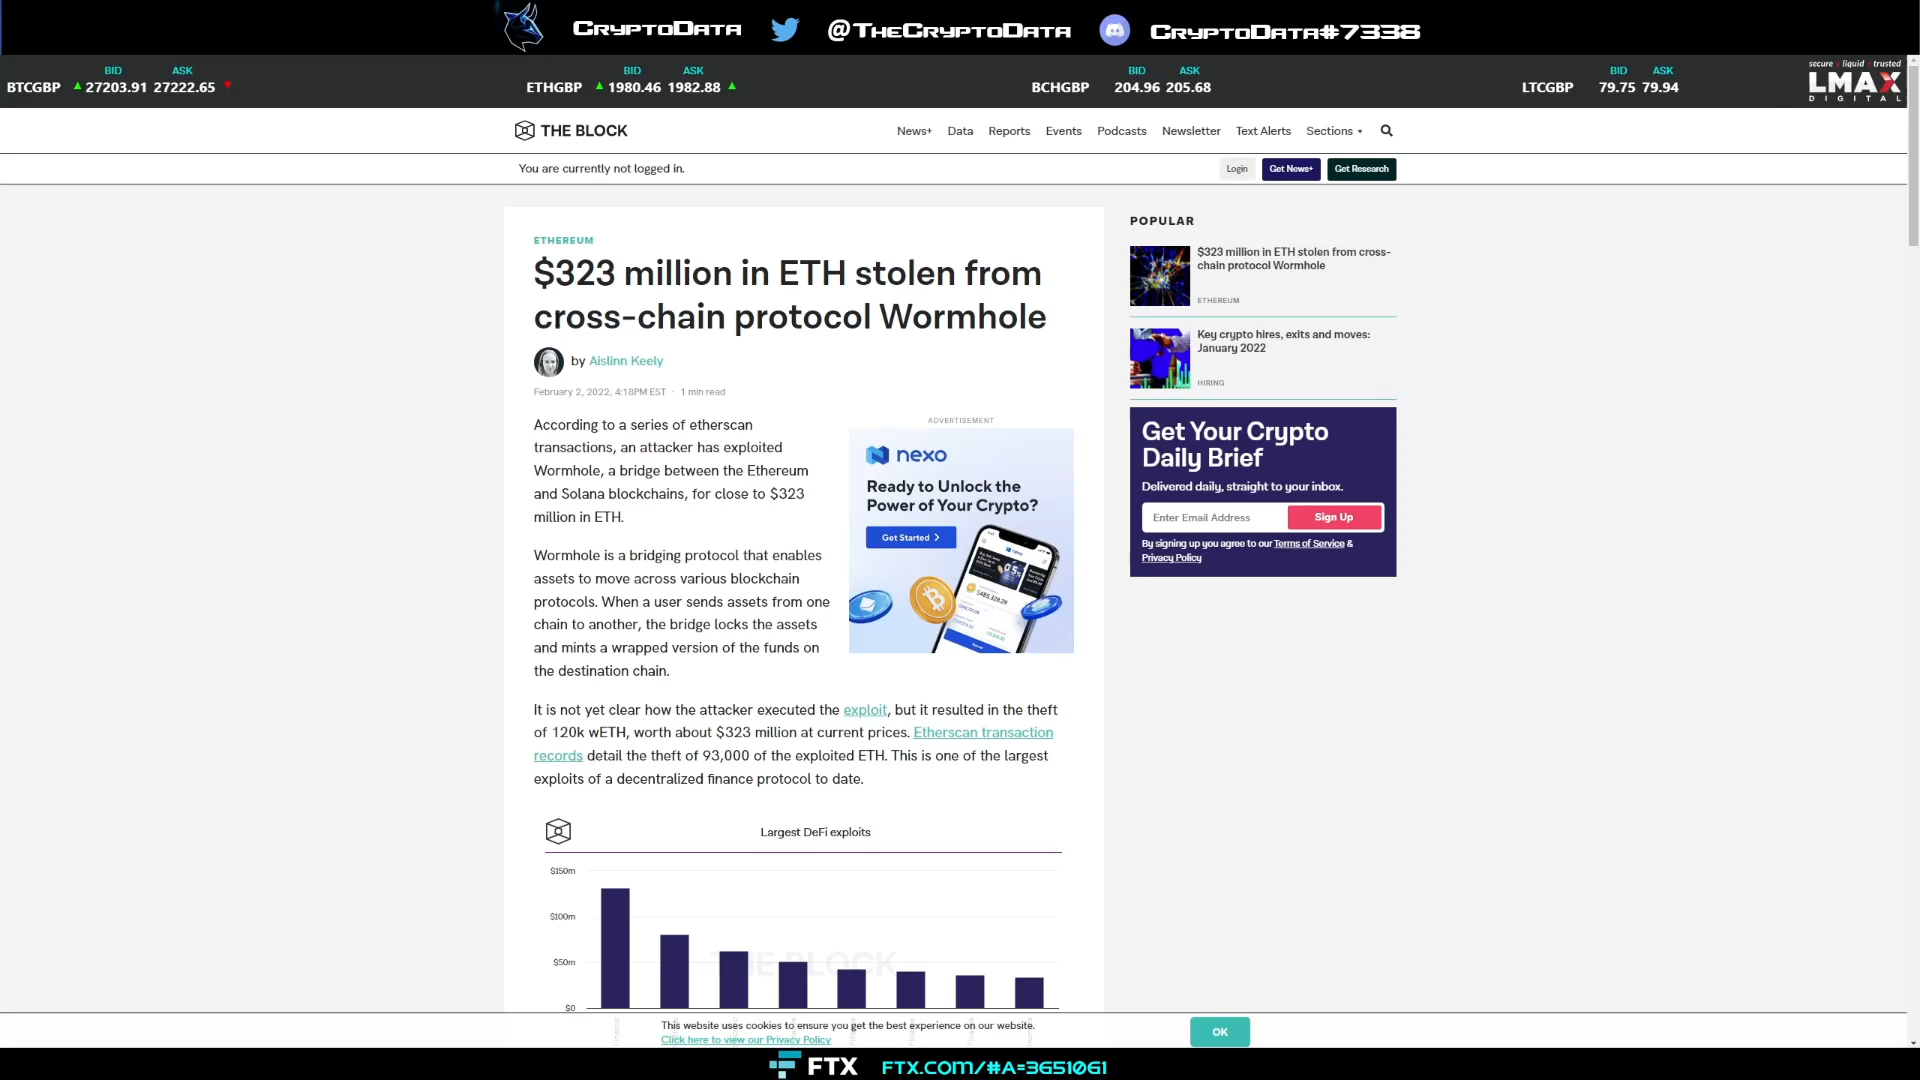 CryptoData @TheCryptoData CryptoData#7338
BID ASK BID ASK BID ASK BID ASK
BTCGBP 27203.91 27222.65 ETHGBP 1980.46 1982.88 BCHGBP 204.96 205.68 LTCGBP 79.75 79.94
secure liquid trusted
LMAX
DIGITAL
THE BLOCK News+ Data Reports Events Podcasts Newsletter Text Alerts Sections
You are currently not logged in. Login Get News+ Get Research
ETHEREUM
$323 million in ETH stolen from
cross-chain protocol Wormhole
by Aislinn Keely
February 2, 2022, 4:18PM EST · 1 min read
According to a series of etherscan
transactions, an attacker has exploited
Wormhole, a bridge between the Ethereum
and Solana blockchains, for close to $323
million in ETH.
Wormhole is a bridging protocol that enables
assets to move across various blockchain
protocols. When a user sends assets from one
chain to another, the bridge locks the assets
and mints a wrapped version of the funds on
the destination chain.
ADVERTISEMENT
nexo
Ready to Unlock the
Power of Your Crypto?
Get Started
It is not yet clear how the attacker executed the exploit, but it resulted in the theft
of 120k wETH, worth about $323 million at current prices. Etherscan transaction
records detail the theft of 93,000 of the exploited ETH. This is one of the largest
exploits of a decentralized finance protocol to date.
Largest DeFi exploits
$150m
$100m
$50m
$0
THE BLOCK
POPULAR
$323 million in ETH stolen from cross-
chain protocol Wormhole
ETHEREUM
Key crypto hires, exits and moves:
January 2022
HIRING
Get Your Crypto
Daily Brief
Delivered daily, straight to your inbox.
Enter Email Address Sign Up
By signing up you agree to our Terms of Service &
Privacy Policy
This website uses cookies to ensure you get the best experience on our website.
Click here to view our Privacy Policy
OK
FTX FTX.COM/#A=3651061